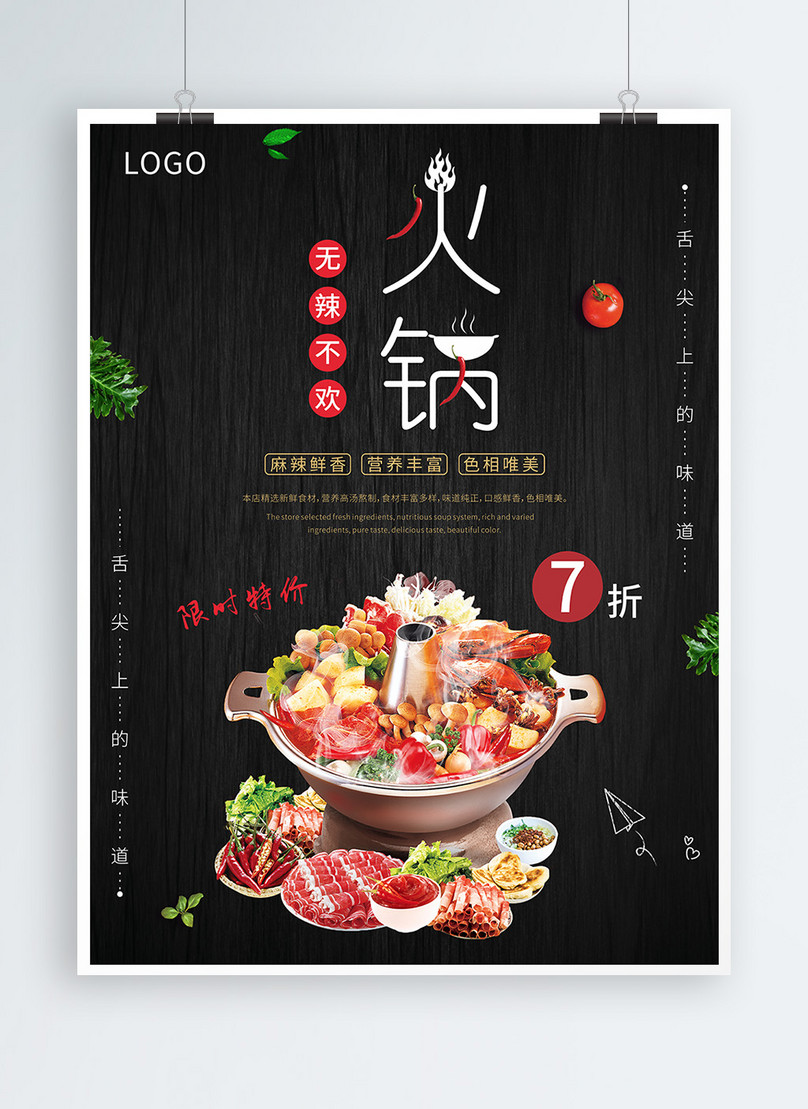 LOGO
火锅
无辣不欢
舌尖上的味道
麻辣鲜香 营养丰富 色相唯美
本店精选新鲜食材,营养高汤熬制,食材丰富多样,味道纯正,口感鲜香,色相唯美。
The store selected fresh ingredients, nutritious soup system, rich and varied
ingredients, pure taste, delicious taste, beautiful color.
舌尖上的味道
限时特价
7折